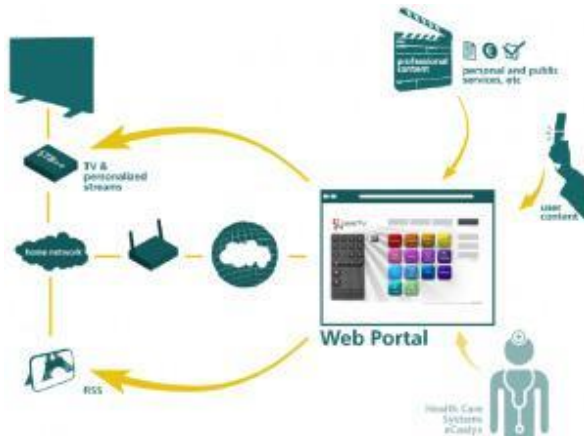 professional
content
personal and public
services, etc
STB++
TV &
personalized
streams
user
content
home network
Web Portal
RSS
Health Care
Systems
eCaalyx